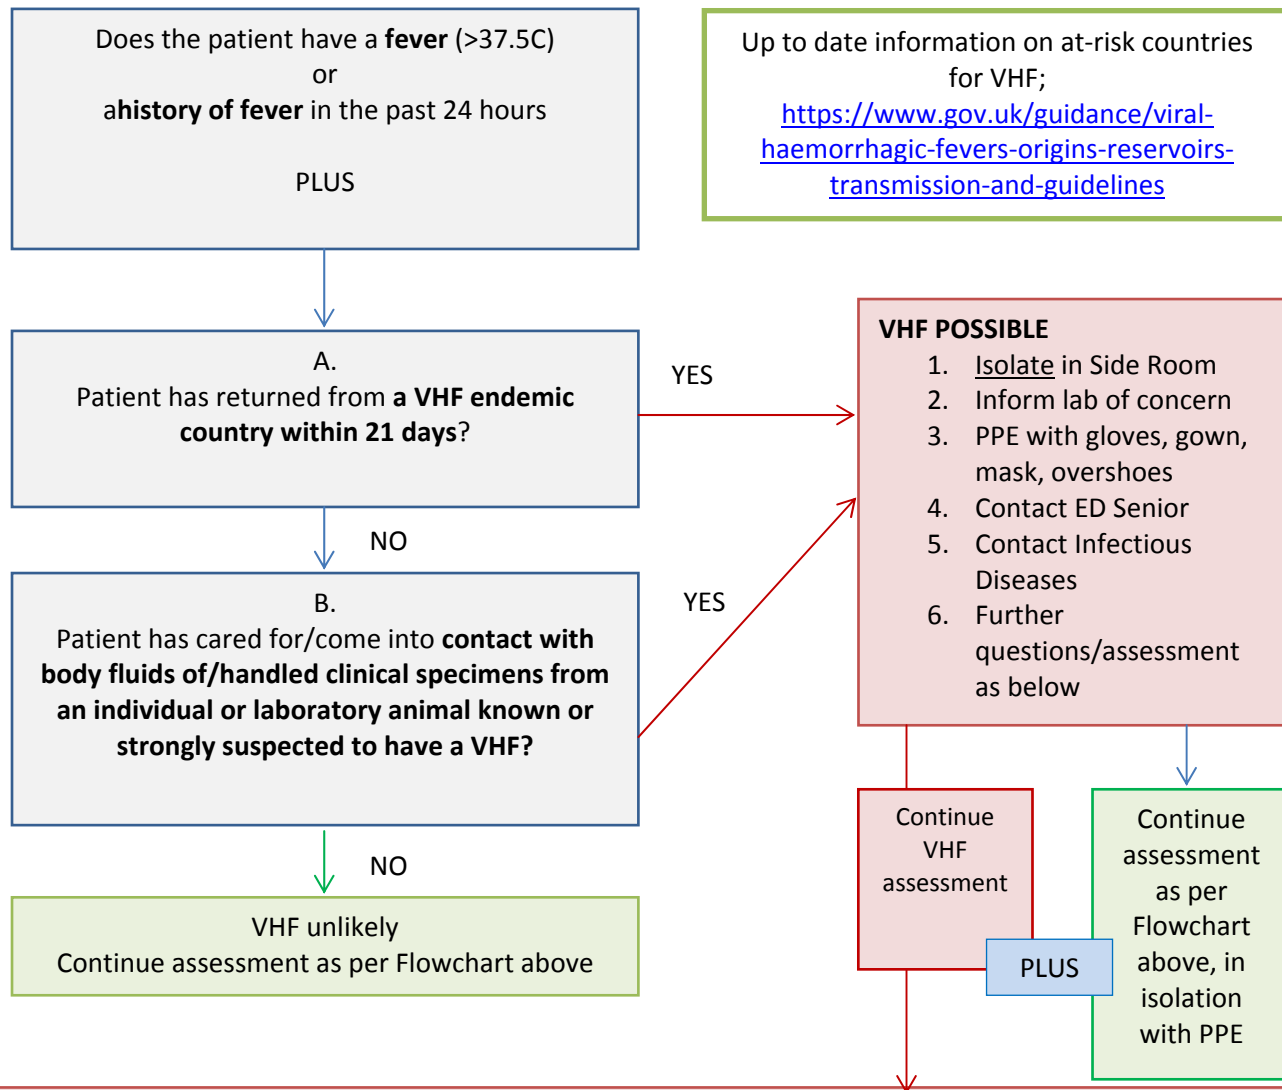 Does the patient have a fever (>37.5C)
or
ahistory of fever in the past 24 hours
PLUS
Up to date information on at-risk countries
for VHF;
https://www.gov.uk/guidance/viral-
haemorrhagic-fevers-origins-reservoirs-
transmission-and-guidelines
A.
Patient has returned from a VHF endemic
country within 21 days?
YES
NO
B.
Patient has cared for/come into contact with
body fluids of/handled clinical specimens from
an individual or laboratory animal known or
strongly suspected to have a VHF?
YES
NO
VHF unlikely
Continue assessment as per Flowchart above
VHF POSSIBLE
1. Isolate in Side Room
2. Inform lab of concern
3. PPE with gloves, gown,
mask, overshoes
4. Contact ED Senior
5. Contact Infectious
Diseases
6. Further
questions/assessment
as below
Continue
VHF
assessment
PLUS
Continue
assessment
as per
Flowchart
above, in
isolation
with PPE